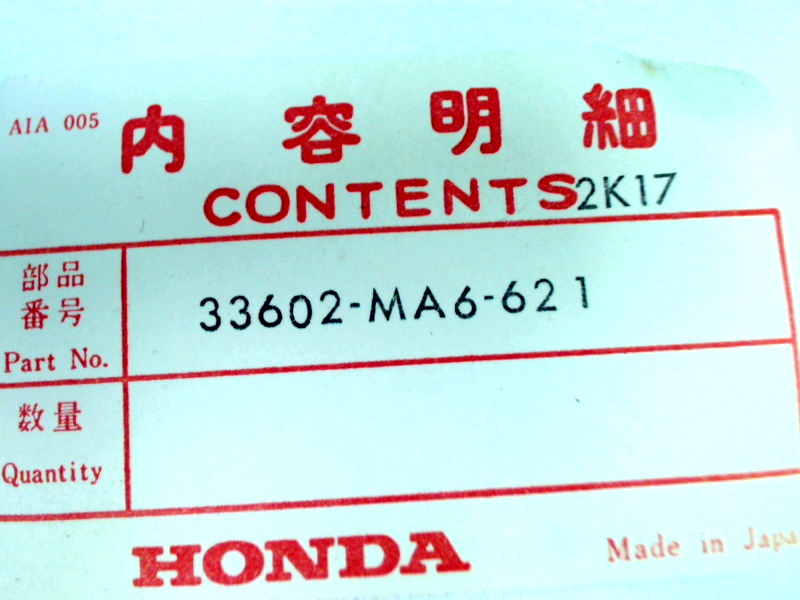 AIA 005
内容明細
CONTENTS 2K17
部品
番号
Part No.
33602-MA6-621
数量
Quantity
HONDA
Made in Japa